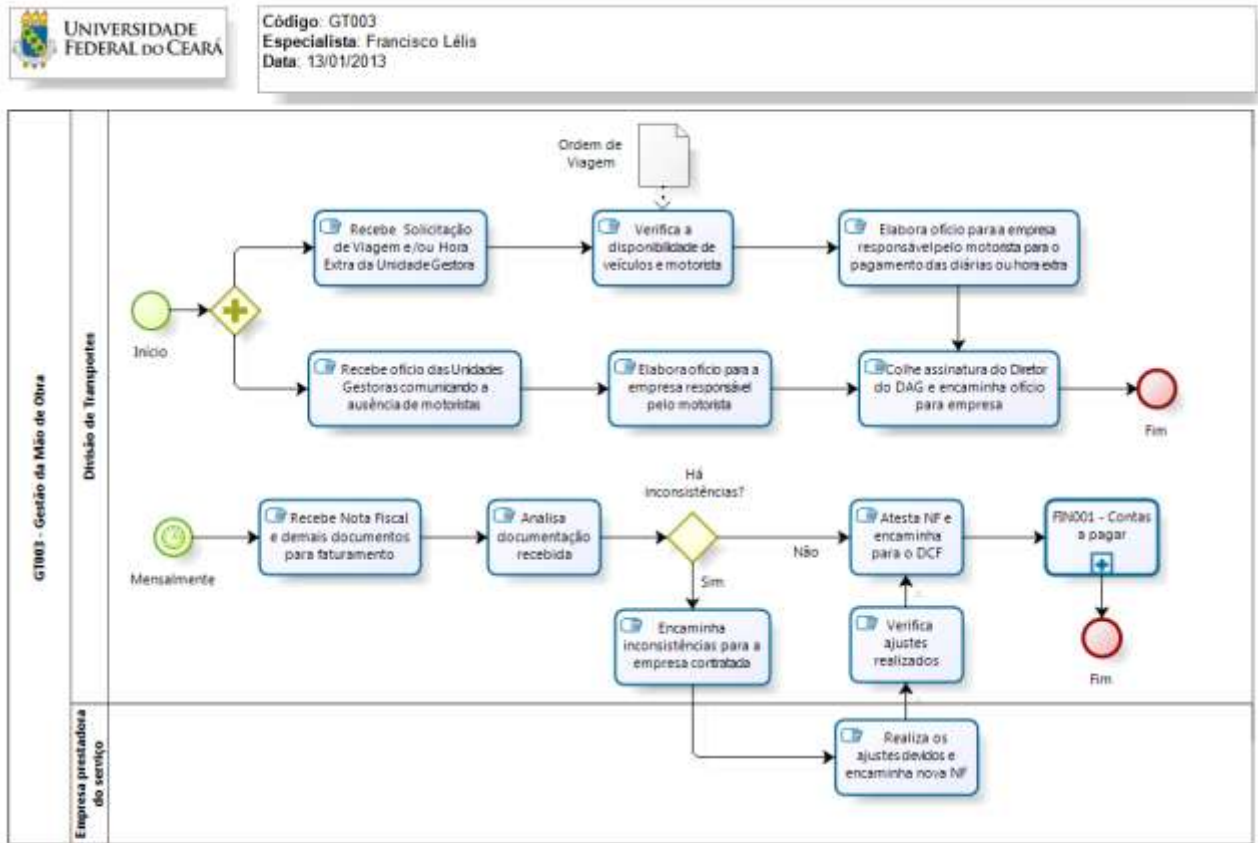 UNIVERSIDADE
FEDERAL DO CEARÁ
Código: GT003
Especialista: Francisco Lélis
Data: 13/01/2013
GT003 - Gestão da Mão de Obra
Divisão de Transportes
Ordem de
Viagem
Recebe Solicitação
de Viagem e/ou Hora
Extra da Unidade Gestora
Verifica a
disponibilidade de
veículos e motorista
Elabora ofício para a empresa
responsável pelo motorista para o
pagamento das diárias ou hora extra
Início
Recebe ofício das Unidades
Gestoras comunicando a
ausência de motoristas
Elabora ofício para a
empresa responsável
pelo motorista
Colhe assinatura do Diretor
do DAG e encaminha ofício
para empresa
Fim
Mensalmente
Recebe Nota Fiscal
e demais documentos
para faturamento
Analisa
documentação
recebida
Há
inconsistências?
Não
Sim
Atesta NF e
encaminha
para o DCF
FIN001 - Contas
a pagar
Encaminha
inconsistências para a
empresa contratada
Verifica
ajustes
realizados
Fim
Empresa prestadora
do serviço
Realiza os
ajustes devidos e
encaminha nova NF